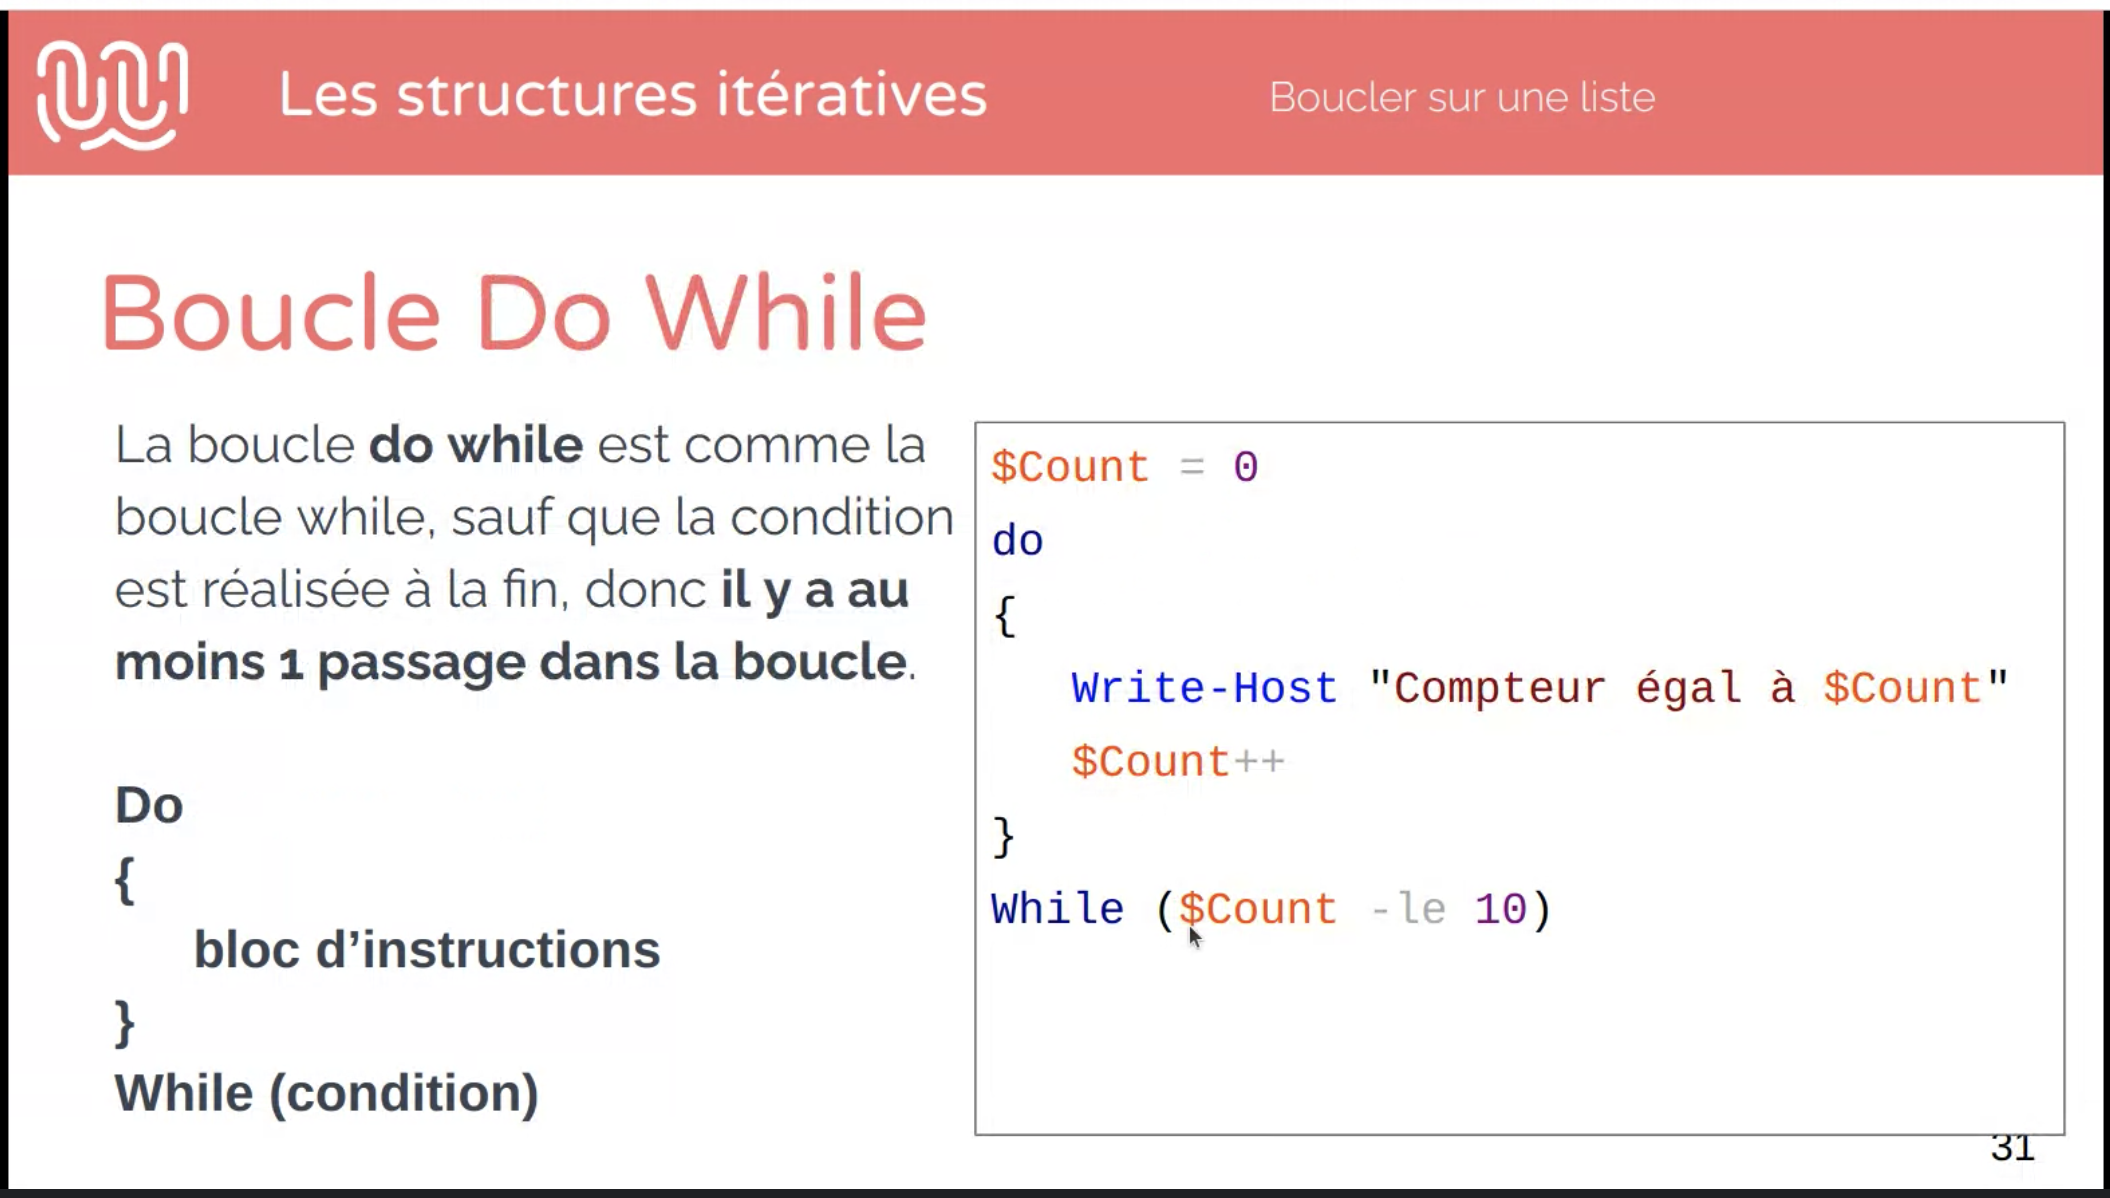 Les structures itératives
Boucler sur une liste
Boucle Do While
La boucle do while est comme la
boucle while, sauf que la condition
est réalisée à la fin, donc il y a au
moins 1 passage dans la boucle.
Do
{
bloc d’instructions
}
While (condition)
$Count = 0
do
{
Write-Host "Compteur égal à $Count"
$Count++
}
While ($Count -le 10)
31